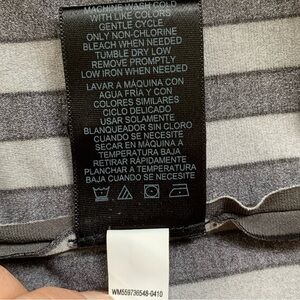 MACHINE WASH COLD
WITH LIKE COLORS
GENTLE CYCLE
ONLY NON-CHLORINE
BLEACH WHEN NEEDED
TUMBLE DRY LOW
REMOVE PROMPTLY
LOW IRON WHEN NEEDED
LAVAR A MÁQUINA CON
AGUA FRÍA Y CON
COLORES SIMILARES
CICLO DELICADO
USAR SOLAMENTE
BLANQUEADOR SIN CLORO
CUANDO SE NECESITE
SECAR EN MÁQUINA A
TEMPERATURA BAJA
RETIRAR RÁPIDAMENTE
PLANCHAR A TEMPERATURA
BAJA CUANDO SE NECESITE
WM559736548-0410